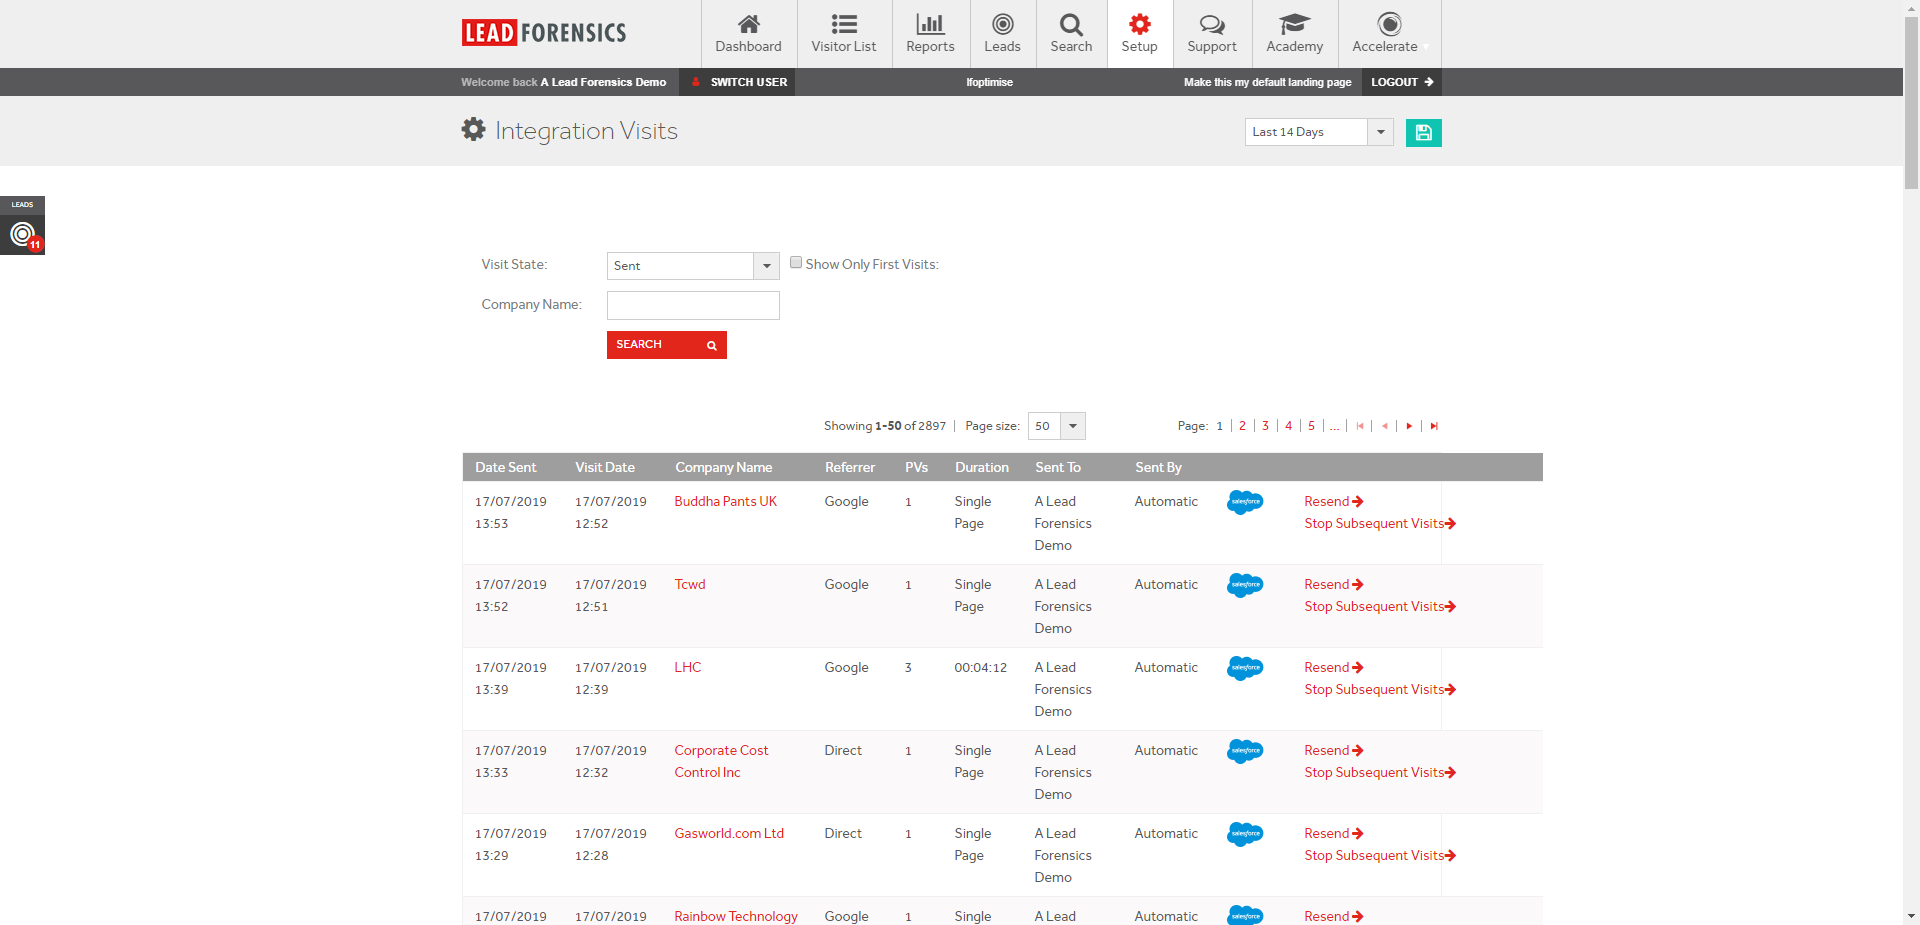 LEAD FORENSICS
Dashboard
Visitor List
Reports
Leads
Search
Setup
Support
Academy
Accelerate
Welcome back A Lead Forensics Demo
SWITCH USER
lfoptimise
Make this my default landing page
LOGOUT
Integration Visits
Last 14 Days
LEADS
11
Visit State:
Sent
Show Only First Visits:
Company Name:
SEARCH
Showing 1-50 of 2897 | Page size: 50
Page: 1 | 2 | 3 | 4 | 5 | ... |
Date Sent Visit Date Company Name Referrer PVs Duration Sent To Sent By
17/07/2019 17/07/2019 Buddha Pants UK Google 1 Single A Lead Automatic salesforce Resend
13:53 12:52 Page Forensics Stop Subsequent Visits
Demo
17/07/2019 17/07/2019 Tcwd Google 1 Single A Lead Automatic salesforce Resend
13:52 12:51 Page Forensics Stop Subsequent Visits
Demo
17/07/2019 17/07/2019 LHC Google 3 00:04:12 A Lead Automatic salesforce Resend
13:39 12:39 Forensics Stop Subsequent Visits
Demo
17/07/2019 17/07/2019 Corporate Cost Direct 1 Single A Lead Automatic salesforce Resend
13:33 12:32 Control Inc Page Forensics Stop Subsequent Visits
Demo
17/07/2019 17/07/2019 Gasworld.com Ltd Direct 1 Single A Lead Automatic salesforce Resend
13:29 12:28 Page Forensics Stop Subsequent Visits
Demo
17/07/2019 17/07/2019 Rainbow Technology Google 1 Single A Lead Automatic salesforce Resend